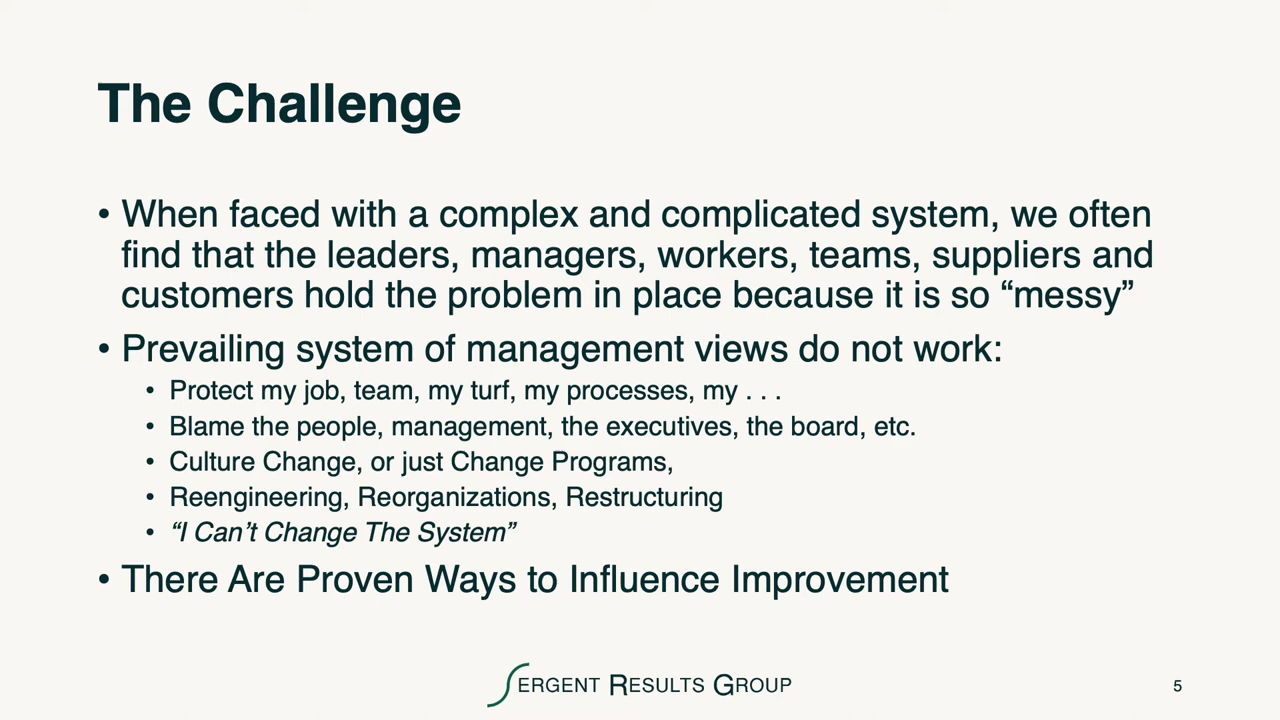 The Challenge
• When faced with a complex and complicated system, we often
find that the leaders, managers, workers, teams, suppliers and
customers hold the problem in place because it is so “messy”
• Prevailing system of management views do not work:
• Protect my job, team, my turf, my processes, my . . .
• Blame the people, management, the executives, the board, etc.
• Culture Change, or just Change Programs,
• Reengineering, Reorganizations, Restructuring
• “I Can’t Change The System”
• There Are Proven Ways to Influence Improvement
SERGENT RESULTS GROUP
5